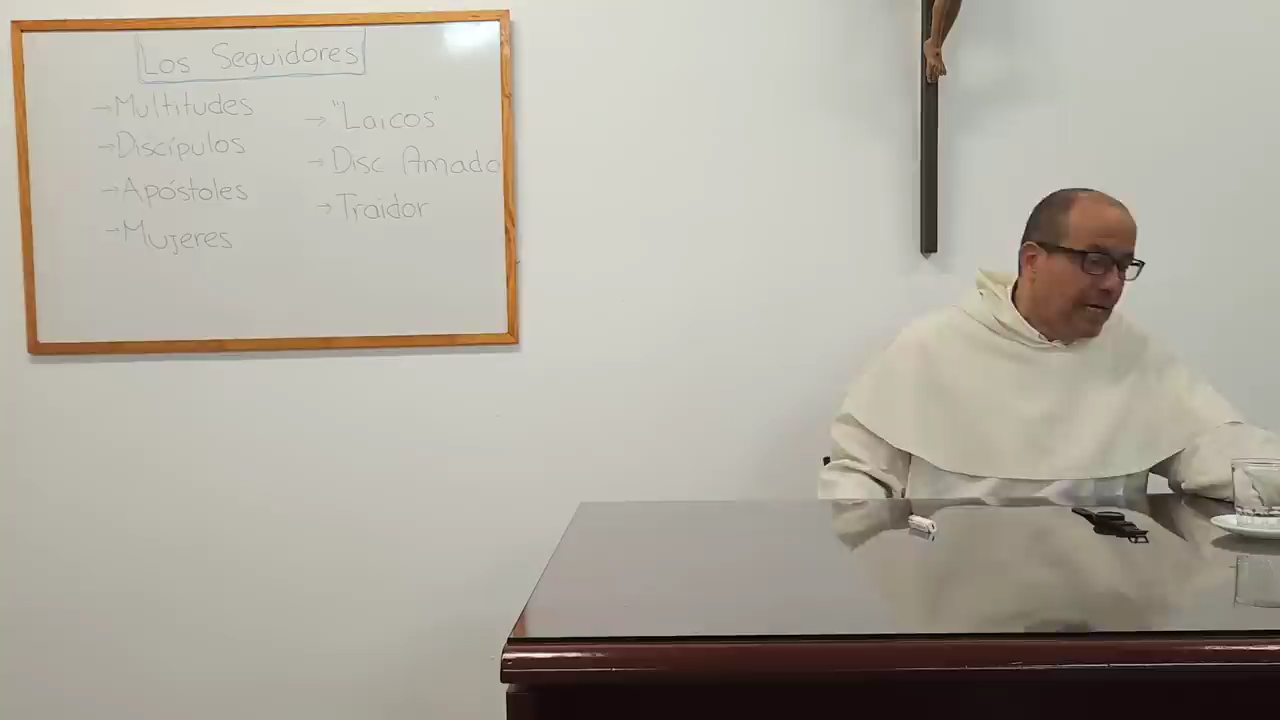 Los Seguidores
→Multitudes
→Discípulos
→Apóstoles
→Mujeres
→ "Laicos"
→ Disc Amado
→ Traidor